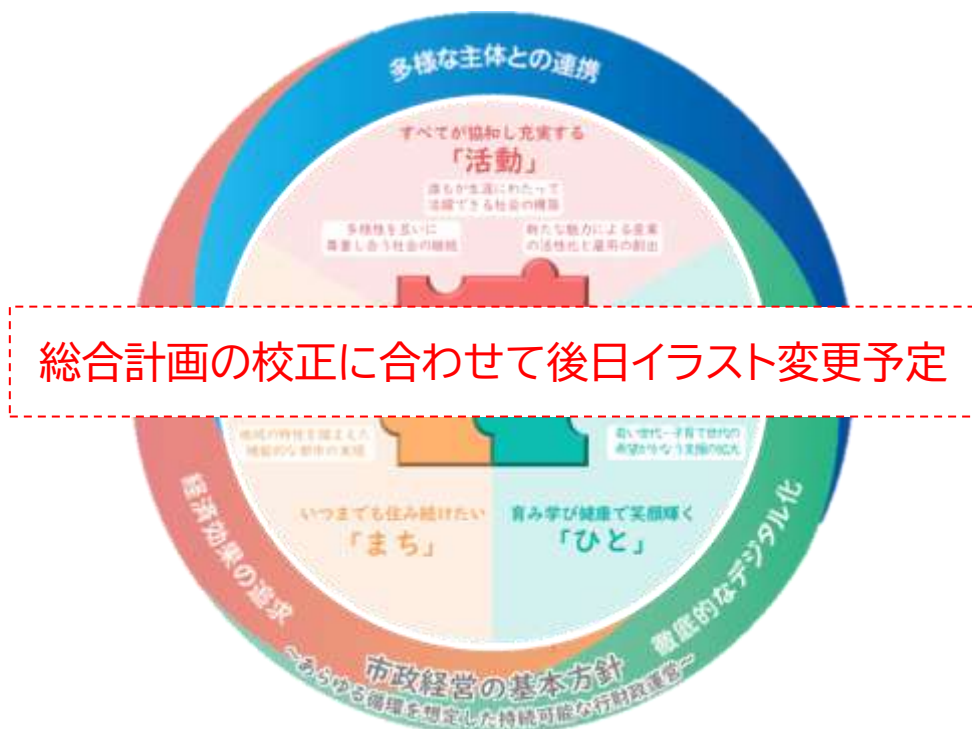 多様な主体との連携
すべてが協和し充実する
「活動」
誰もが生涯にわたって
活躍できる社会の構築
多様性を互いに
尊重し合う社会の継続
新たな魅力による産業
の活性化と雇用の創出
総合計画の校正に合わせて後日イラスト変更予定
地域の特性を踏まえた
機能的な都市の実現
若い世代・子育て世代の
希望がかなう支援の拡大
いつまでも住み続けたい
「まち」
育み学び健康で笑顔輝く
「ひと」
経済効果の追求
徹底的なデジタル化
市政経営の基本方針
~あらゆる循環を想定した持続可能な行財政運営~